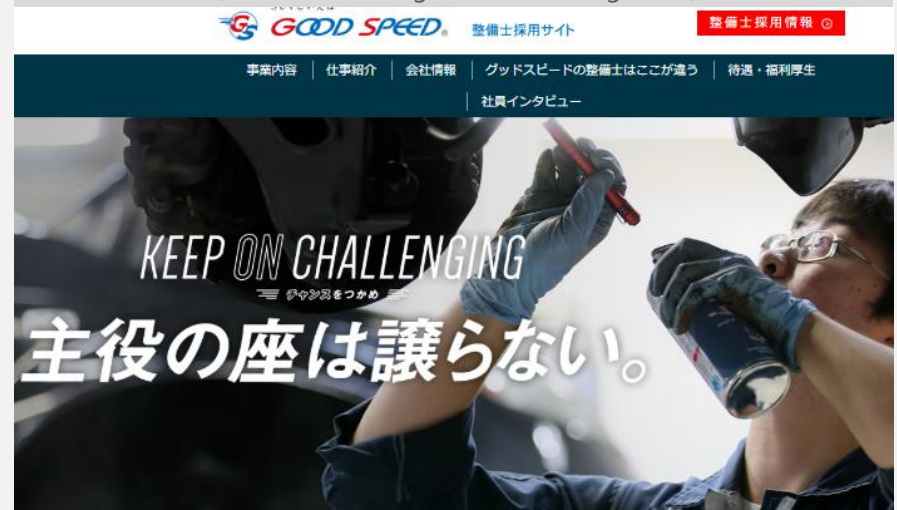 GOOD SPEED®
整備士採用サイト
整備士採用情報
事業内容
仕事紹介
会社情報
グッドスピードの整備士はここが違う
待遇・福利厚生
社員インタビュー
KEEP ON CHALLENGING
チャンスをつかめ
主役の座は譲らない。